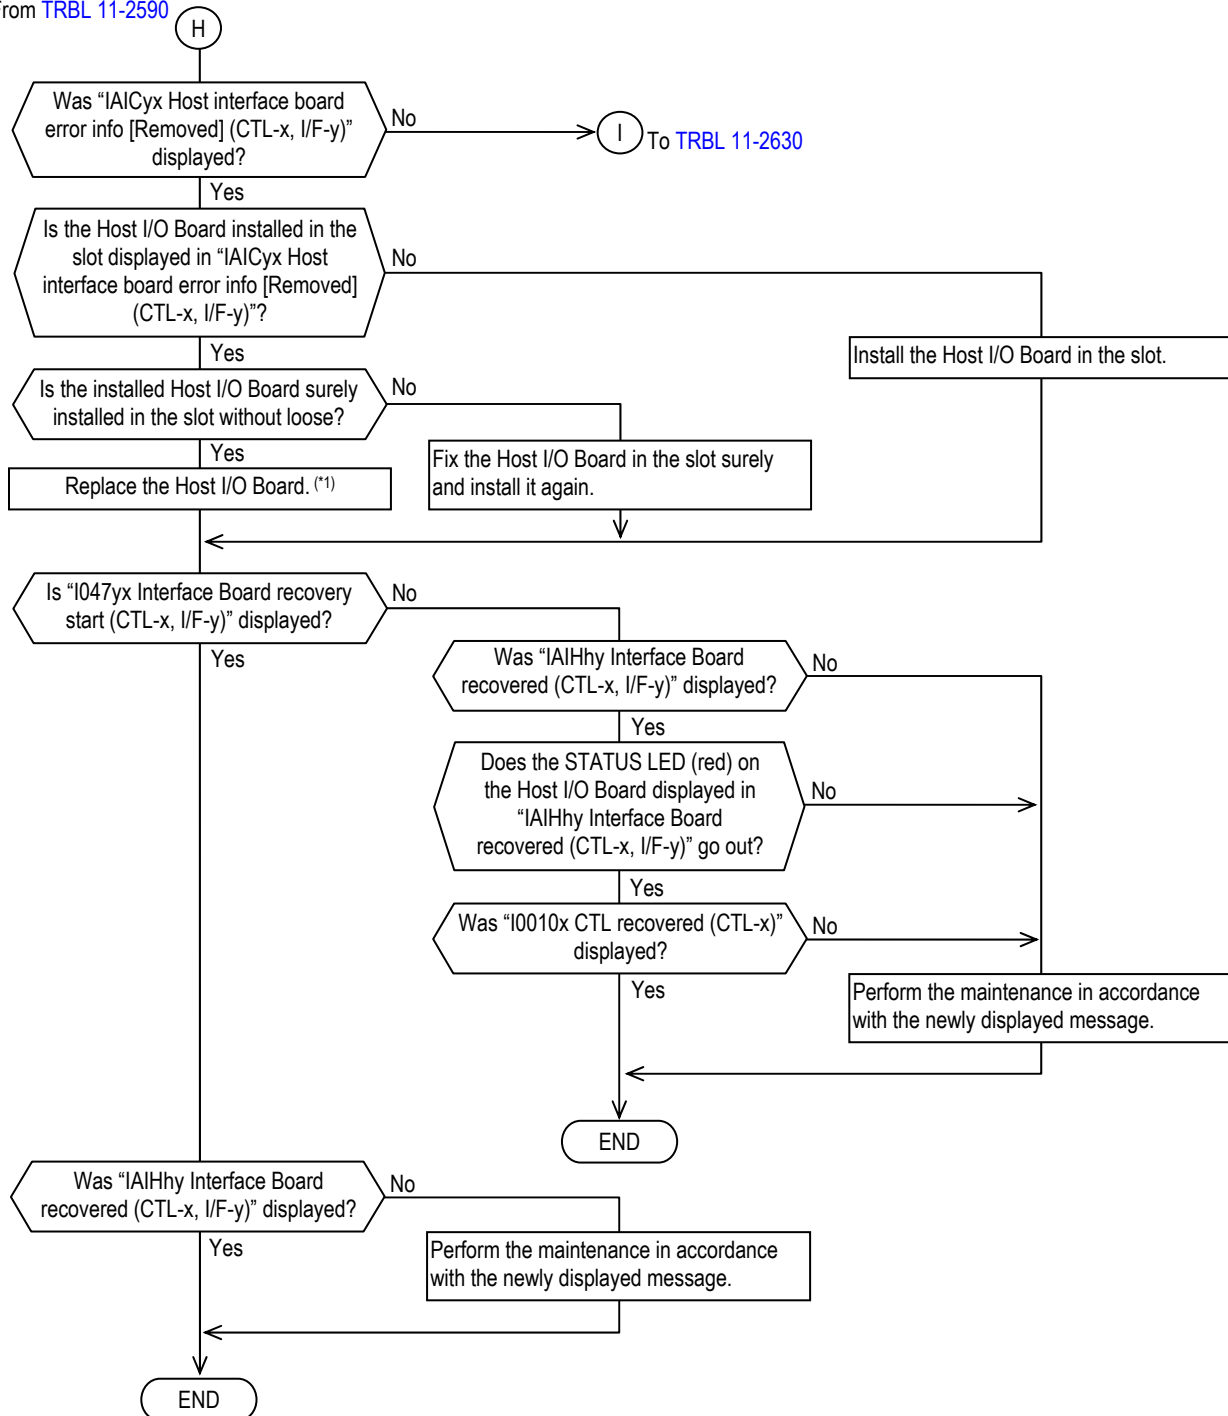 From TRBL 11-2590
H
Was “IAICyx Host interface board
error info [Removed] (CTL-x, I/F-y)”
displayed?
No
I
To TRBL 11-2630
Yes
Is the Host I/O Board installed in the
slot displayed in “IAICyx Host
interface board error info [Removed]
(CTL-x, I/F-y)”?
No
Install the Host I/O Board in the slot.
Yes
Is the installed Host I/O Board surely
installed in the slot without loose?
No
Fix the Host I/O Board in the slot surely
and install it again.
Yes
Replace the Host I/O Board. (*1)
Is “I047yx Interface Board recovery
start (CTL-x, I/F-y)” displayed?
No
Yes
Was “IAIHhy Interface Board
recovered (CTL-x, I/F-y)” displayed?
No
Yes
Does the STATUS LED (red) on
the Host I/O Board displayed in
“IAIHhy Interface Board
recovered (CTL-x, I/F-y)” go out?
No
Yes
Was “I0010x CTL recovered (CTL-x)”
displayed?
No
Yes
Perform the maintenance in accordance
with the newly displayed message.
END
Was “IAIHhy Interface Board
recovered (CTL-x, I/F-y)” displayed?
No
Yes
Perform the maintenance in accordance
with the newly displayed message.
END